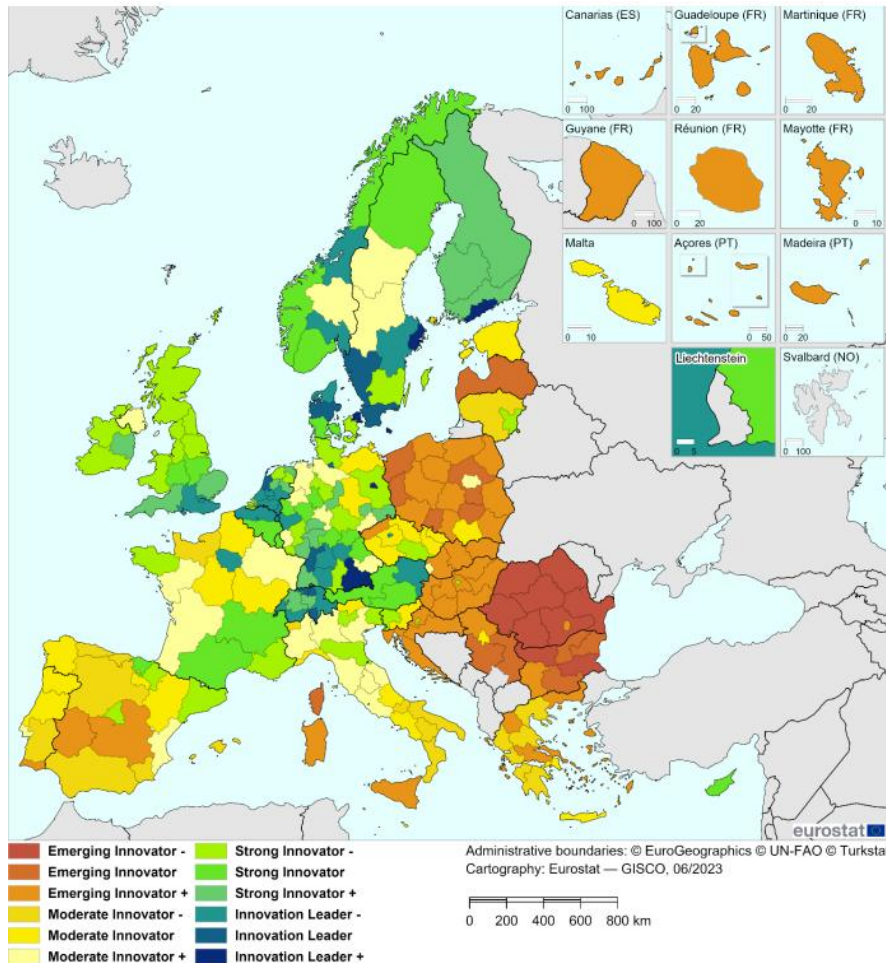 Canarias (ES)
0 100
Guadeloupe (FR)
0 20
Martinique (FR)
0 20
Guyane (FR)
0 100
Réunion (FR)
0 20
Mayotte (FR)
0 10
Malta
0 10
Açores (PT)
0 50
Madeira (PT)
0 20
Liechtenstein
0 5
Svalbard (NO)
0 100
eurostat
Emerging Innovator -
Emerging Innovator
Emerging Innovator +
Moderate Innovator -
Moderate Innovator
Moderate Innovator +
Strong Innovator -
Strong Innovator
Strong Innovator +
Innovation Leader -
Innovation Leader
Innovation Leader +
Administrative boundaries: © EuroGeographics © UN-FAO © Turksta
Cartography: Eurostat — GISCO, 06/2023
0 200 400 600 800 km